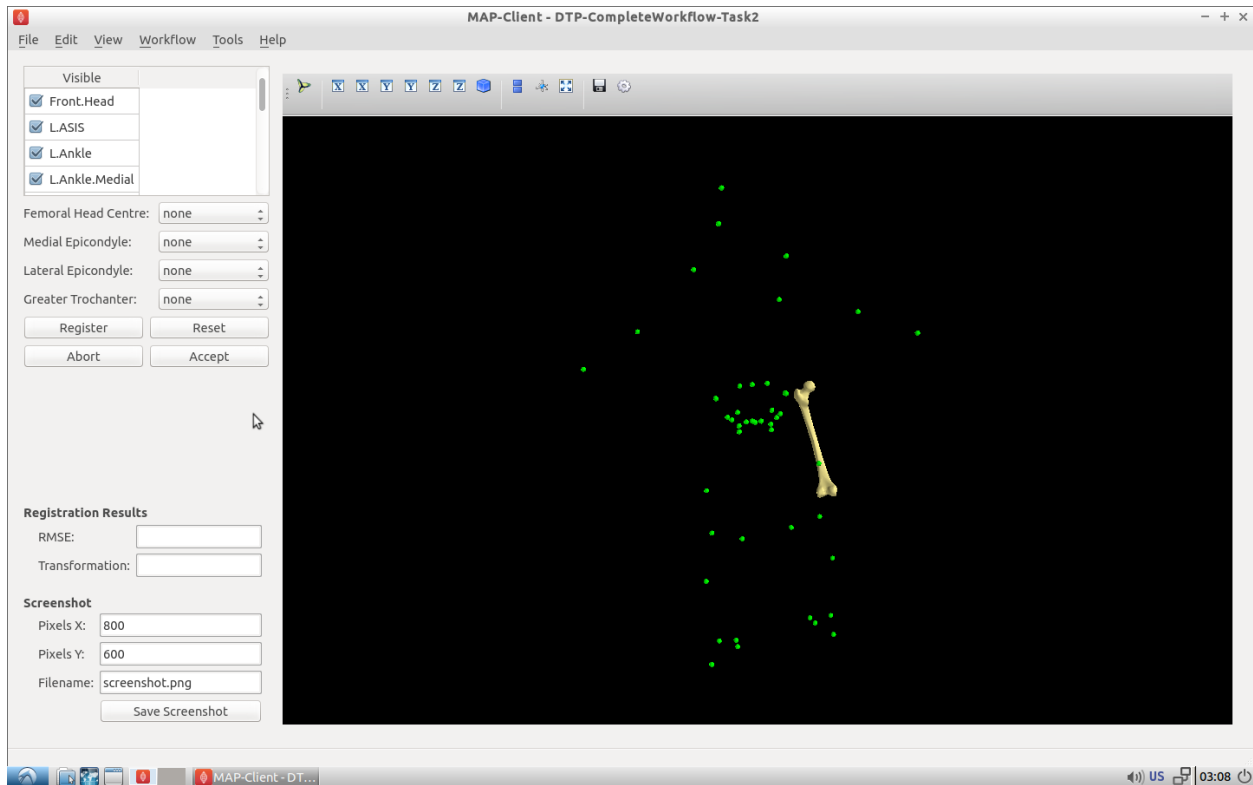 MAP-Client - DTP-CompleteWorkflow-Task2
File Edit View Workflow Tools Help
Visible
Front.Head
L.ASIS
L.Ankle
L.Ankle.Medial
X X Y Y Z Z
Femoral Head Centre: none
Medial Epicondyle: none
Lateral Epicondyle: none
Greater Trochanter: none
Register Reset
Abort Accept
Registration Results
RMSE:
Transformation:
Screenshot
Pixels X: 800
Pixels Y: 600
Filename: screenshot.png
Save Screenshot
MAP-Client - DT... US 03:08